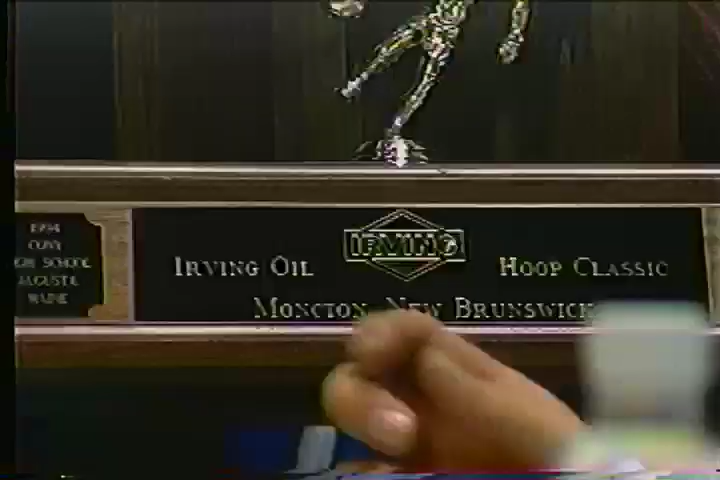 1994
CONY
HIGH SCHOOL
AUGUSTA
MAINE
IRVING
IRVING OIL
HOOP CLASSIC
MONCTON, NEW BRUNSWICK